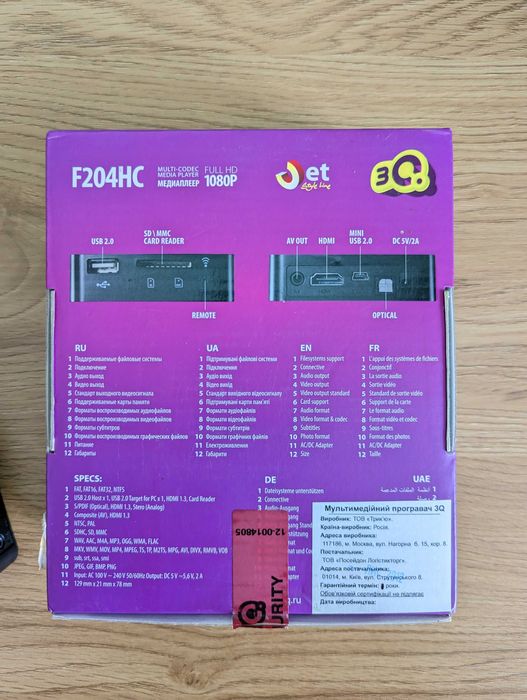 F204HC
MULTI-CODEC
MEDIA PLAYER
МЕДИАПЛЕЕР
FULL HD
1080P
Jet
Style Line
3Q
USB 2.0
SD \ MMC
CARD READER
REMOTE
AV OUT
HDMI
MINI
USB 2.0
DC 5V/2A
OPTICAL
RU
1 Поддерживаемые файловые системы
2 Подключение
3 Аудио выход
4 Видео выход
5 Стандарт выходного видеосигнала
6 Поддерживаемые карты памяти
7 Форматы воспроизводимых аудиофайлов
8 Форматы воспроизводимых видеофайлов
9 Форматы субтитров
10 Форматы воспроизводимых графических файлов
11 Питание
12 Габариты
UA
1 Підтримувані файлові системи
2 Підключення
3 Аудіо вихід
4 Відео вихід
5 Стандарт вихідного відеосигналу
6 Підтримувані карти пам'яті
7 Формати аудіофайлів
8 Формати відеофайлів
9 Формати субтитрів
10 Формати графічних файлів
11 Електроживлення
12 Габарити
EN
1 Filesystems support
2 Connective
3 Audio output
4 Video output
5 Video output standard
6 Card support
7 Audio format
8 Video format & codec
9 Subtitles
10 Photo format
11 AC/DC Adapter
12 Size
FR
1 L'appui des systèmes de fichiers
2 Conjonctif
3 La sortie audio
4 Sortie vidéo
5 Standard de sortie vidéo
6 Support de la carte
7 Le format audio
8 Format vidéo et codec
9 Sous-titres
10 Format des photos
11 AC/DC Adapter
12 Taille
SPECS:
1 FAT, FAT16, FAT32, NTFS
2 USB 2.0 Host x 1, USB 2.0 Target for PC x 1, HDMI 1.3, Card Reader
3 S/PDIF (Optical), HDMI 1.3, Stereo (Analog)
4 Composite (AV), HDMI 1.3
5 NTSC, PAL
6 SDHC, SD, MMC
7 WAV, AAC, M4A, MP3, OGG, WMA, FLAC
8 MKV, WMV, MOV, MP4, MPEG, TS, TP, M2TS, MPG, AVI, DIVX, RMVB, VOB
9 sub, srt, ssa, smi
10 JPEG, GIF, BMP, PNG
11 Input: AC 100 V ~ 240 V 50/60Hz Output: DC 5 V
12 129 mm x 21 mm x 78 mm
DE
1 Dateisysteme unterstützen
2 Connective
3 Audio-Ausgang
UAE
12-0014805
URITY
Мультимедійний програвач 3Q
Виробник: ТОВ «Трик'ю».
Країна-виробник: Росія.
Адреса виробника:
117186, м. Москва, вул. Нагорна б. 15, кор. 8.
Постачальник:
ТОВ «Посейдон Логістікторг».
Адреса постачальника:
01014, м. Київ, вул. Струтинського 8.
Гарантійний термін: роки.
Обов'язковій сертифікації не підлягає
Дата виробництва: